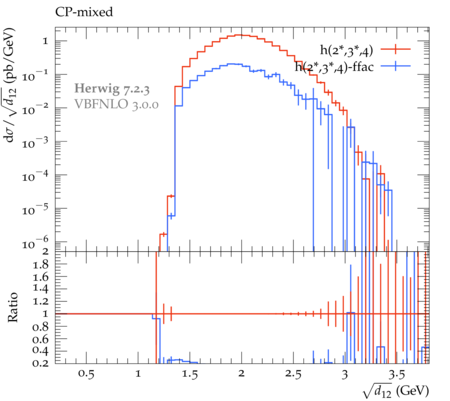 CP-mixed
dσ/√d₁₂ (pb/GeV)
1
10⁻¹
10⁻²
10⁻³
10⁻⁴
10⁻⁵
10⁻⁶
h(2*,3*,4)
h(2*,3*,4)-ffac
Herwig 7.2.3
VBFNLO 3.0.0
Ratio
2
1.8
1.6
1.4
1.2
1
0.8
0.6
0.4
0.2
0.5 1 1.5 2 2.5 3 3.5
√d₁₂ (GeV)